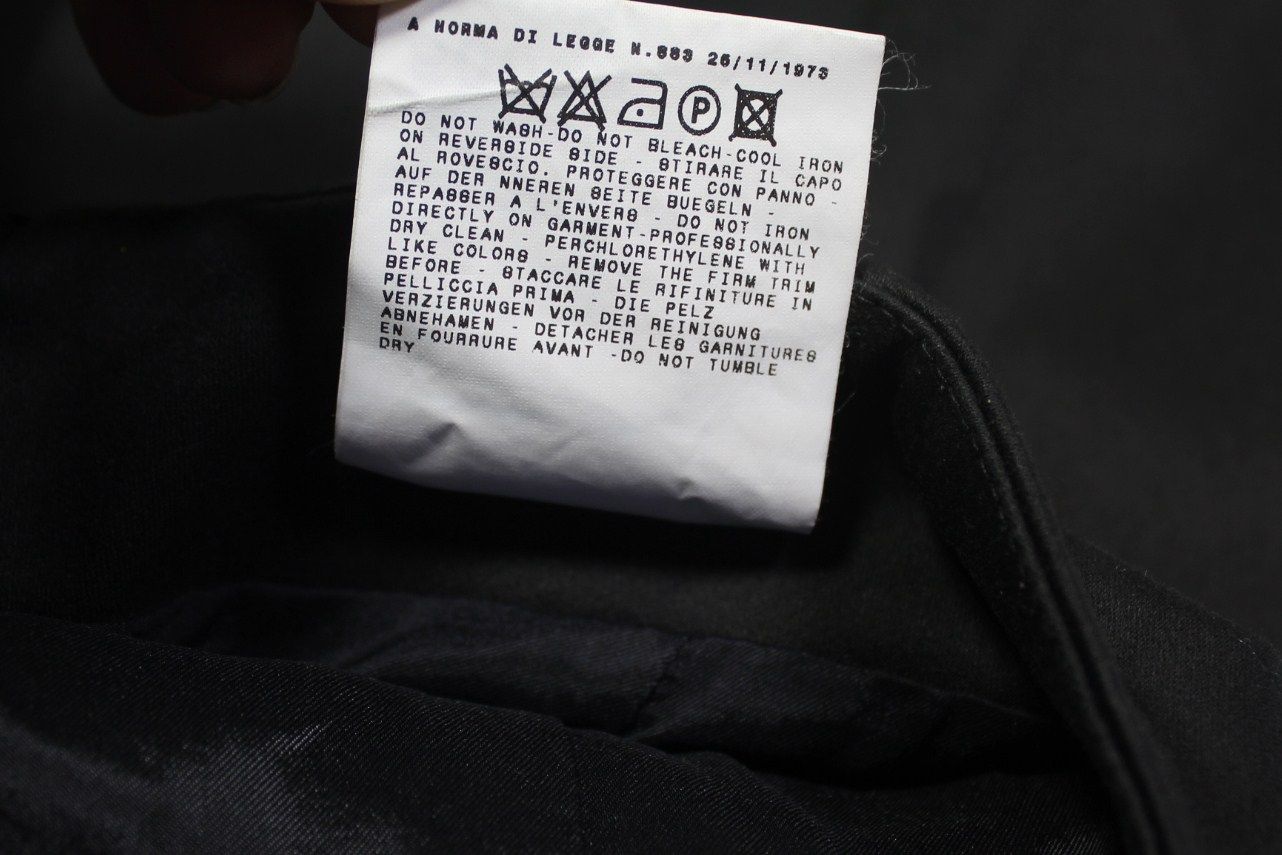 A NORMA DI LEGGE N.883 26/11/1973
P
DO NOT WASH-DO NOT BLEACH-COOL IRON
ON REVERSIDE SIDE - STIRARE IL CAPO
AL ROVESCIO. PROTEGGERE CON PANNO -
AUF DER NNEREN SEITE BUEGELN -
REPASSER A L'ENVERS - DO NOT IRON
DIRECTLY ON GARMENT-PROFESSIONALLY
DRY CLEAN - PERCHLORETHYLENE WITH
LIKE COLORS - REMOVE THE FIRM TRIM
BEFORE - STACCARE LE RIFINITURE IN
PELLICCIA PRIMA - DIE PELZ
VERZIERUNGEN VOR DER REINIGUNG
ABNEHAMEN - DETACHER LES GARNITURES
EN FOURRURE AVANT -DO NOT TUMBLE
DRY